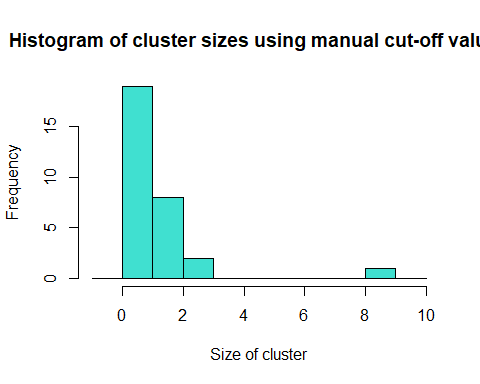 Histogram of cluster sizes using manual cut-off valu
Frequency
15
10
5
0
0 2 4 6 8 10
Size of cluster